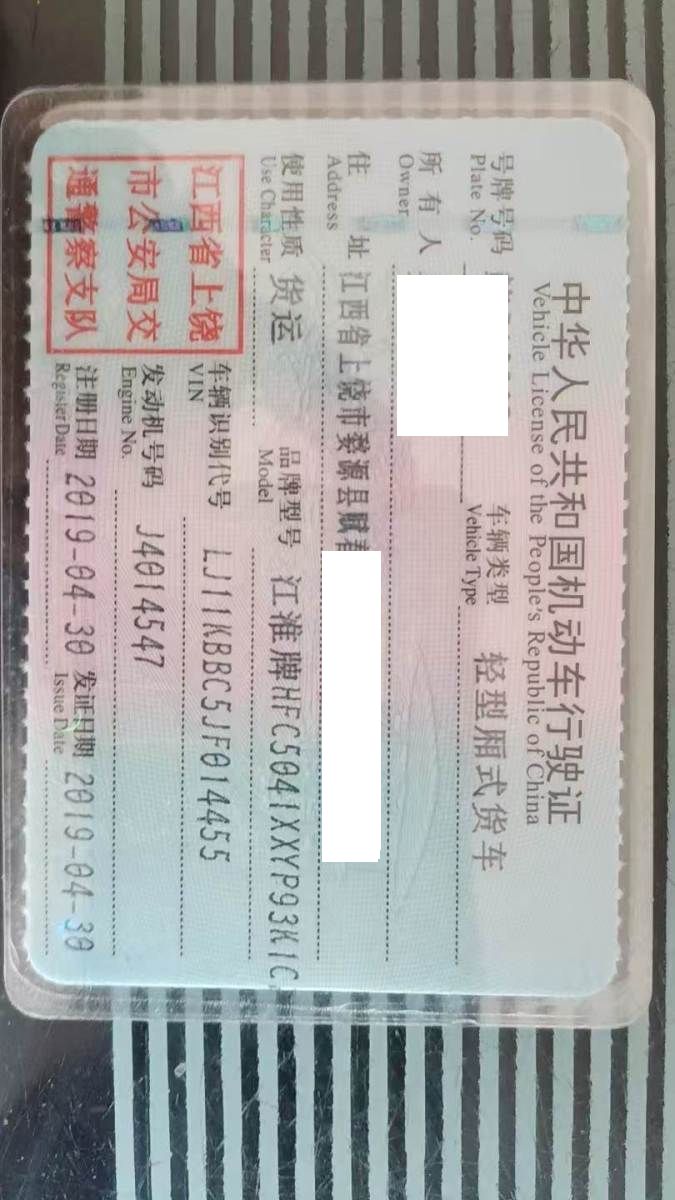 中华人民共和国机动车行驶证
Vehicle License of the People's Republic of China
号牌号码
Plate No.
车辆类型 轻型厢式货车
Vehicle Type
所有人
Owner
住址 江西省上饶市婺源县赋春
Address
使用性质 货运
Use Character
品牌型号 江淮牌HFC5041XXYP93K1C
Model
江西省上饶
市公安局交
通警察支队
车辆识别代号 LJ11KBBC5JF014455
VIN
发动机号码 J4014547
Engine No.
注册日期 2019-04-30 发证日期 2019-04-30
Register Date Issue Date